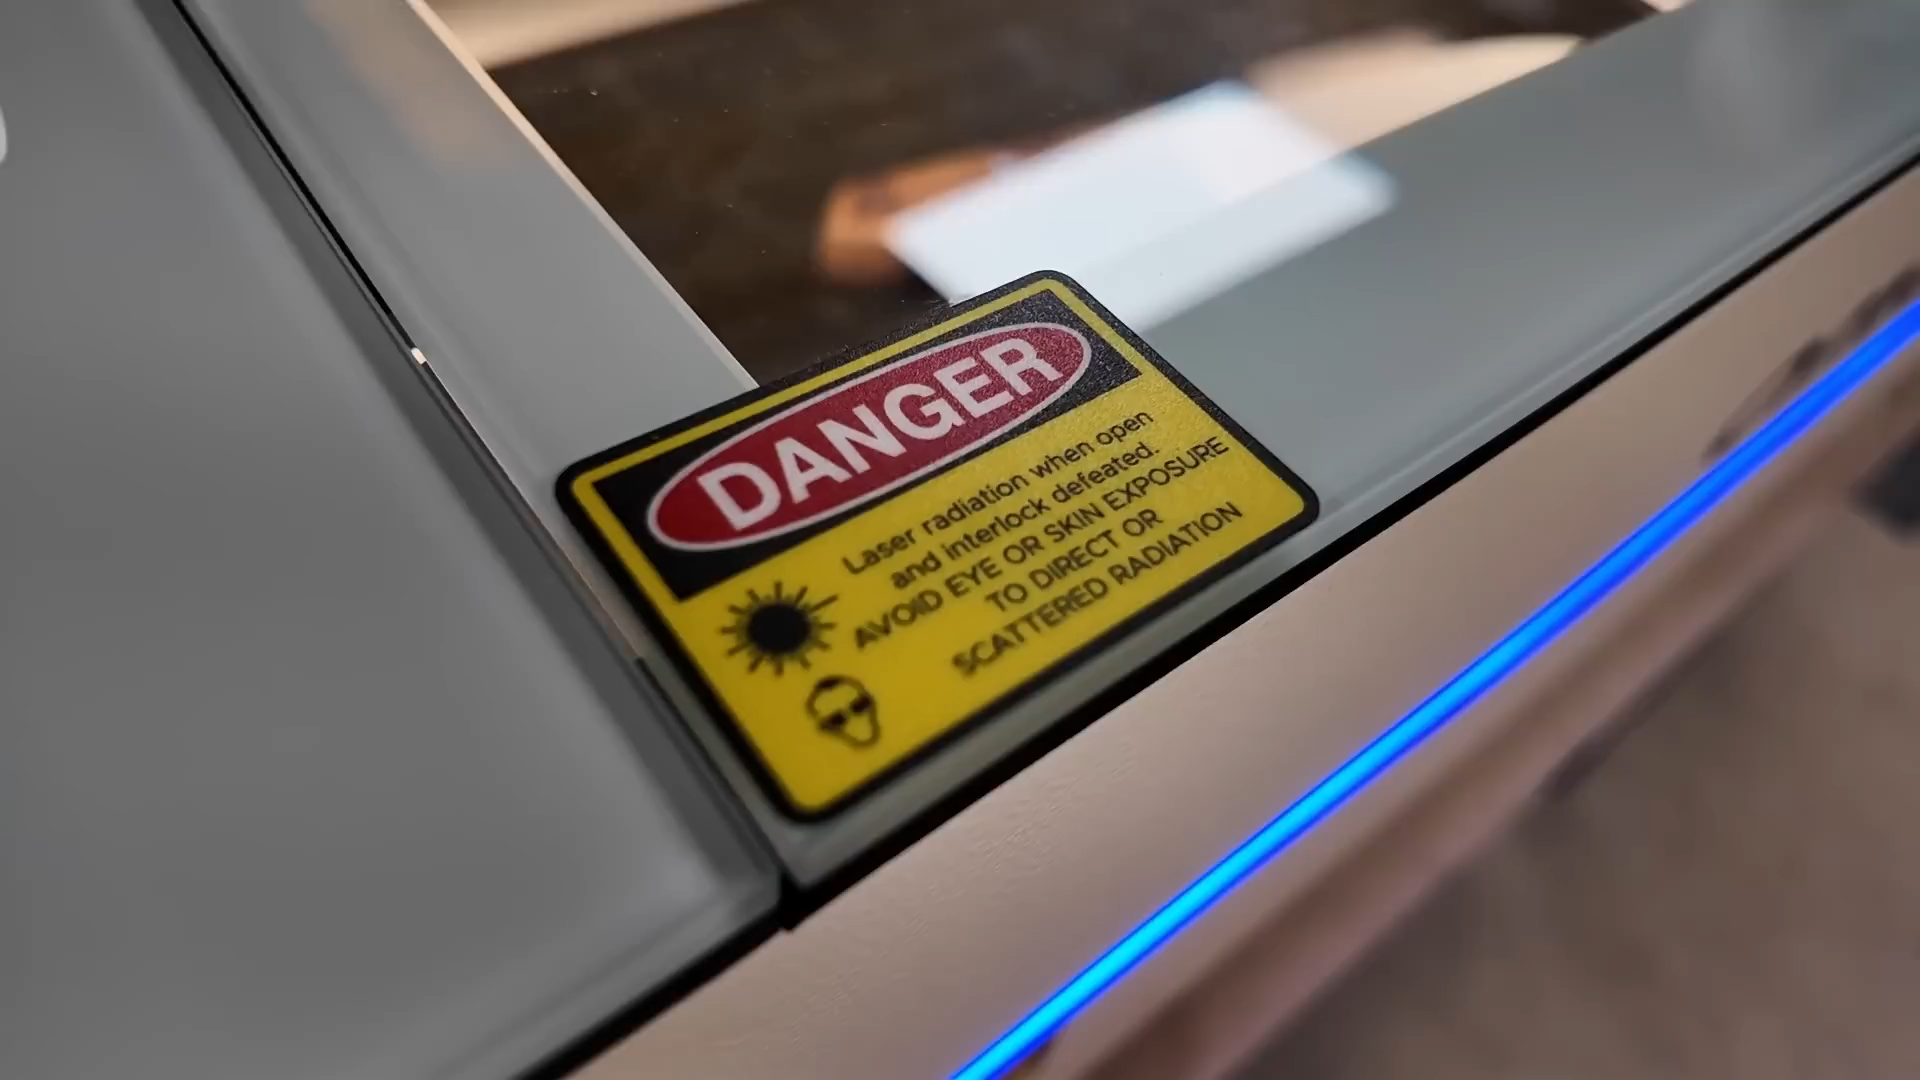 DANGER
Laser radiation when open
and interlock defeated.
AVOID EYE OR SKIN EXPOSURE
TO DIRECT OR
SCATTERED RADIATION